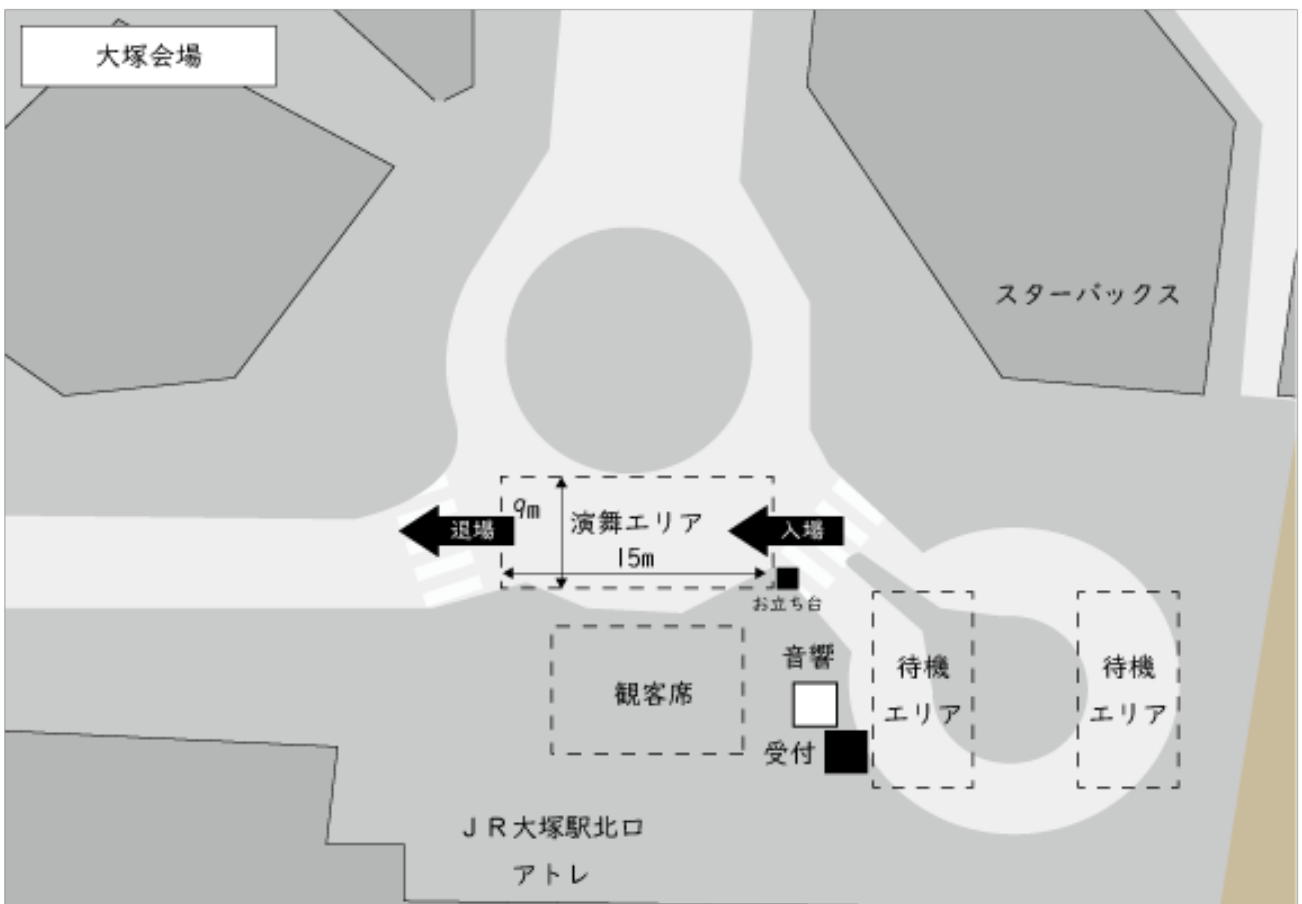 大塚会場
スターバックス
退場
9m
演舞エリア
入場
15m
お立ち台
音響
観客席
受付
待機
エリア
待機
エリア
JR大塚駅北口
アトレ